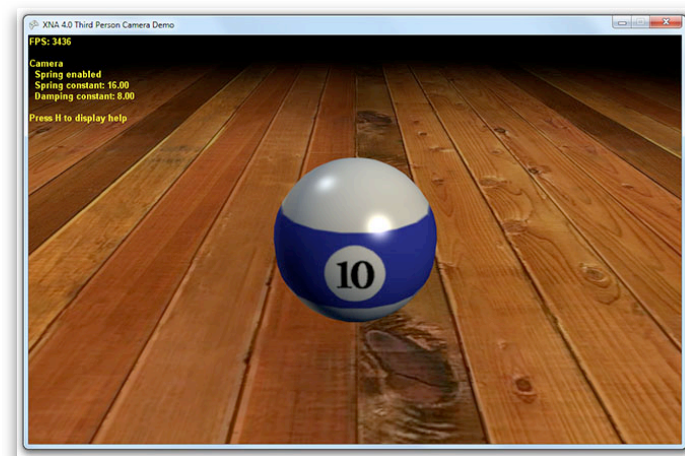 XNA 4.0 Third Person Camera Demo
FPS: 3436
Camera
Spring enabled
Spring constant: 16.00
Damping constant: 8.00
Press H to display help
10